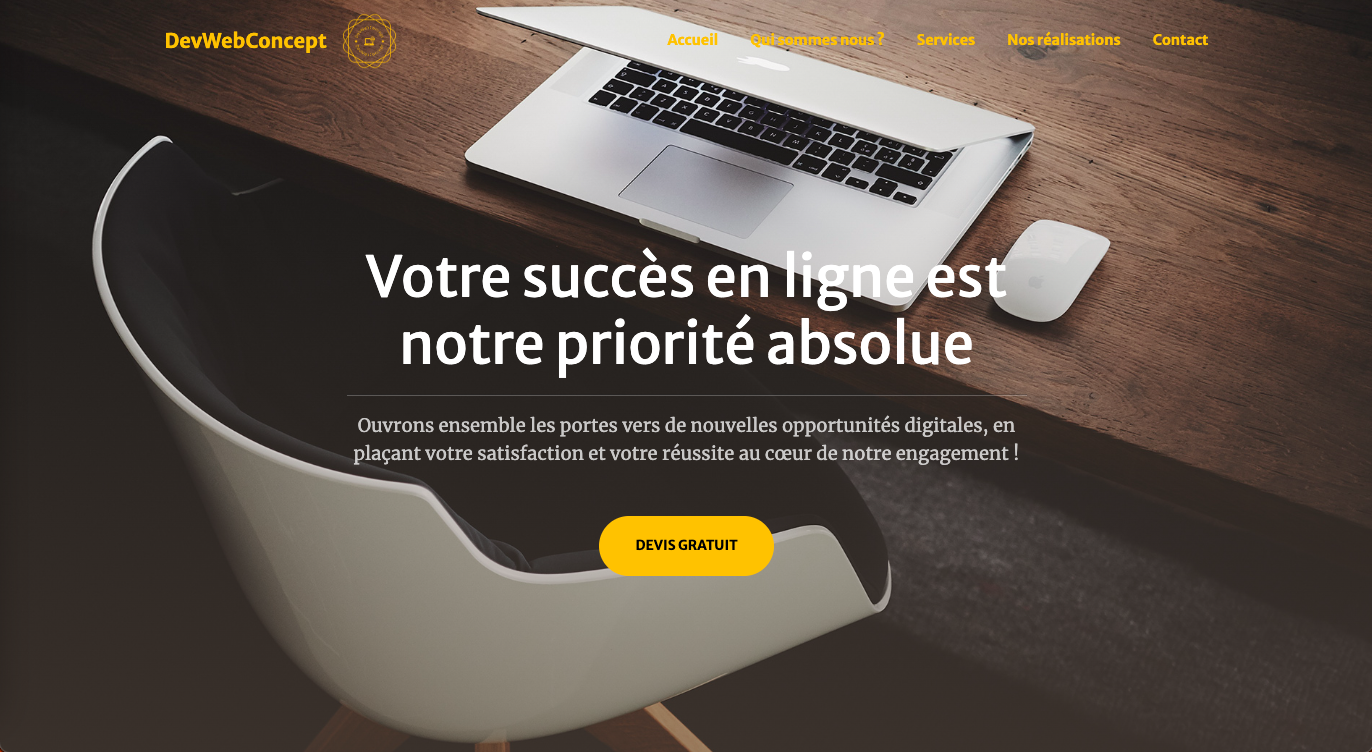 DevWebConcept
Accueil Qui sommes nous ? Services Nos réalisations Contact
Votre succès en ligne est
notre priorité absolue
Ouvrons ensemble les portes vers de nouvelles opportunités digitales, en
plaçant votre satisfaction et votre réussite au cœur de notre engagement !
DEVIS GRATUIT